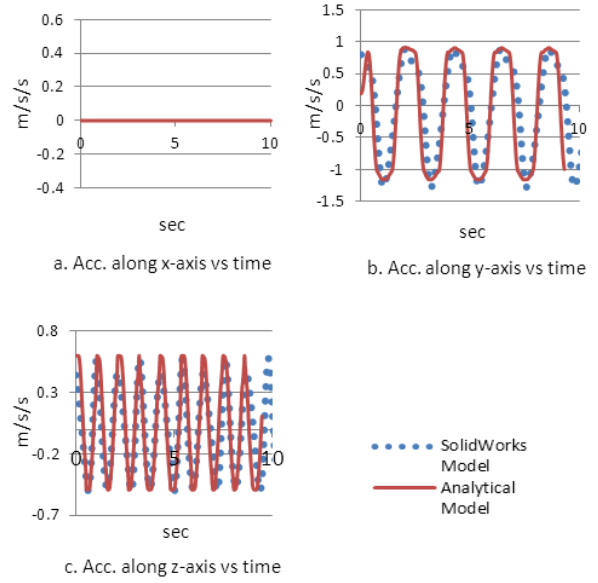 0.6
0.4
0.2
0
-0.2
-0.4
m/s/s
0 5 10
sec
a. Acc. along x-axis vs time
1.5
1
0.5
0
-0.5
-1
-1.5
m/s/s
0 5 10
sec
b. Acc. along y-axis vs time
0.8
0.3
-0.2
-0.7
m/s/s
0 5 10
sec
c. Acc. along z-axis vs time
SolidWorks
Model
Analytical
Model